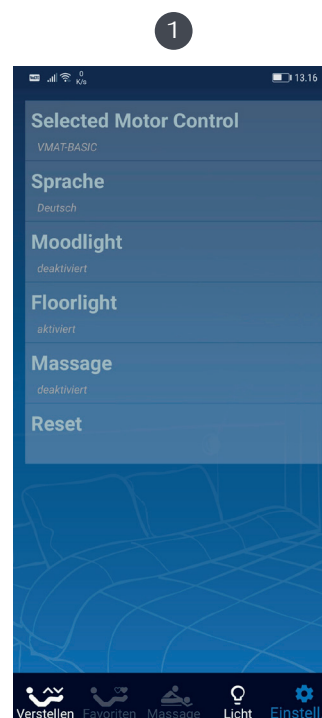 1
0
K/s
13.16
Selected Motor Control
VMAT-BASIC
Sprache
Deutsch
Moodlight
deaktiviert
Floorlight
aktiviert
Massage
deaktiviert
Reset
Verstellen Favoriten Massage Licht Einstell